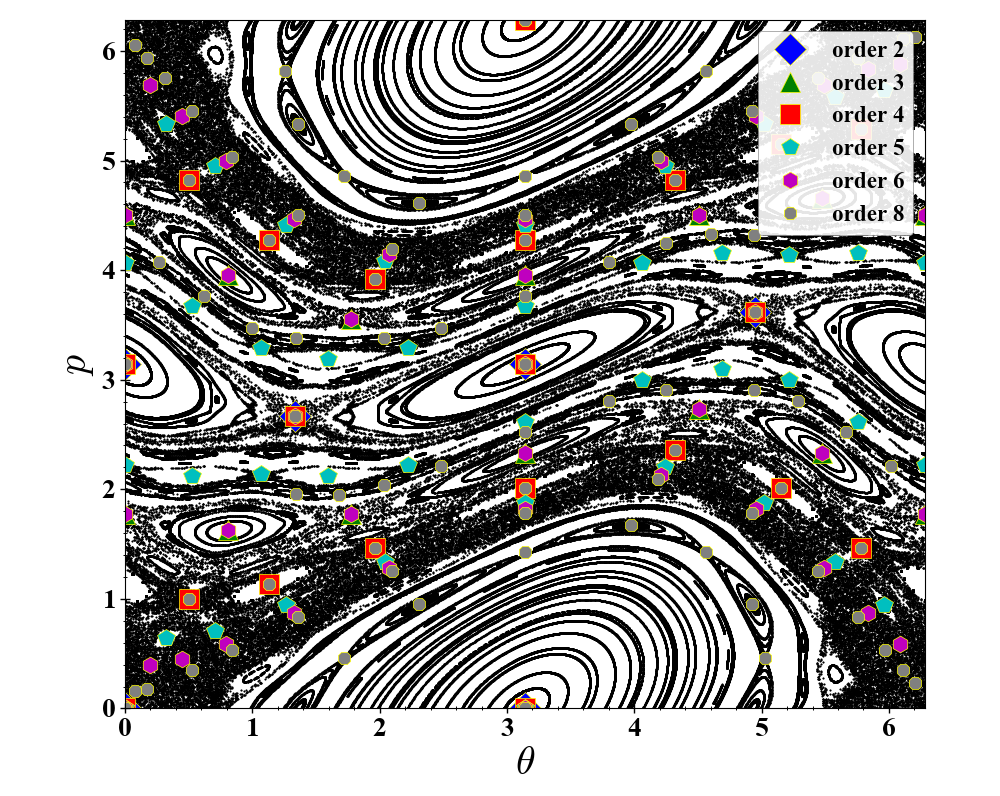 order 2
order 3
order 4
order 5
order 6
order 8
p
6
5
4
3
2
1
0
0 1 2 3 4 5 6
θ